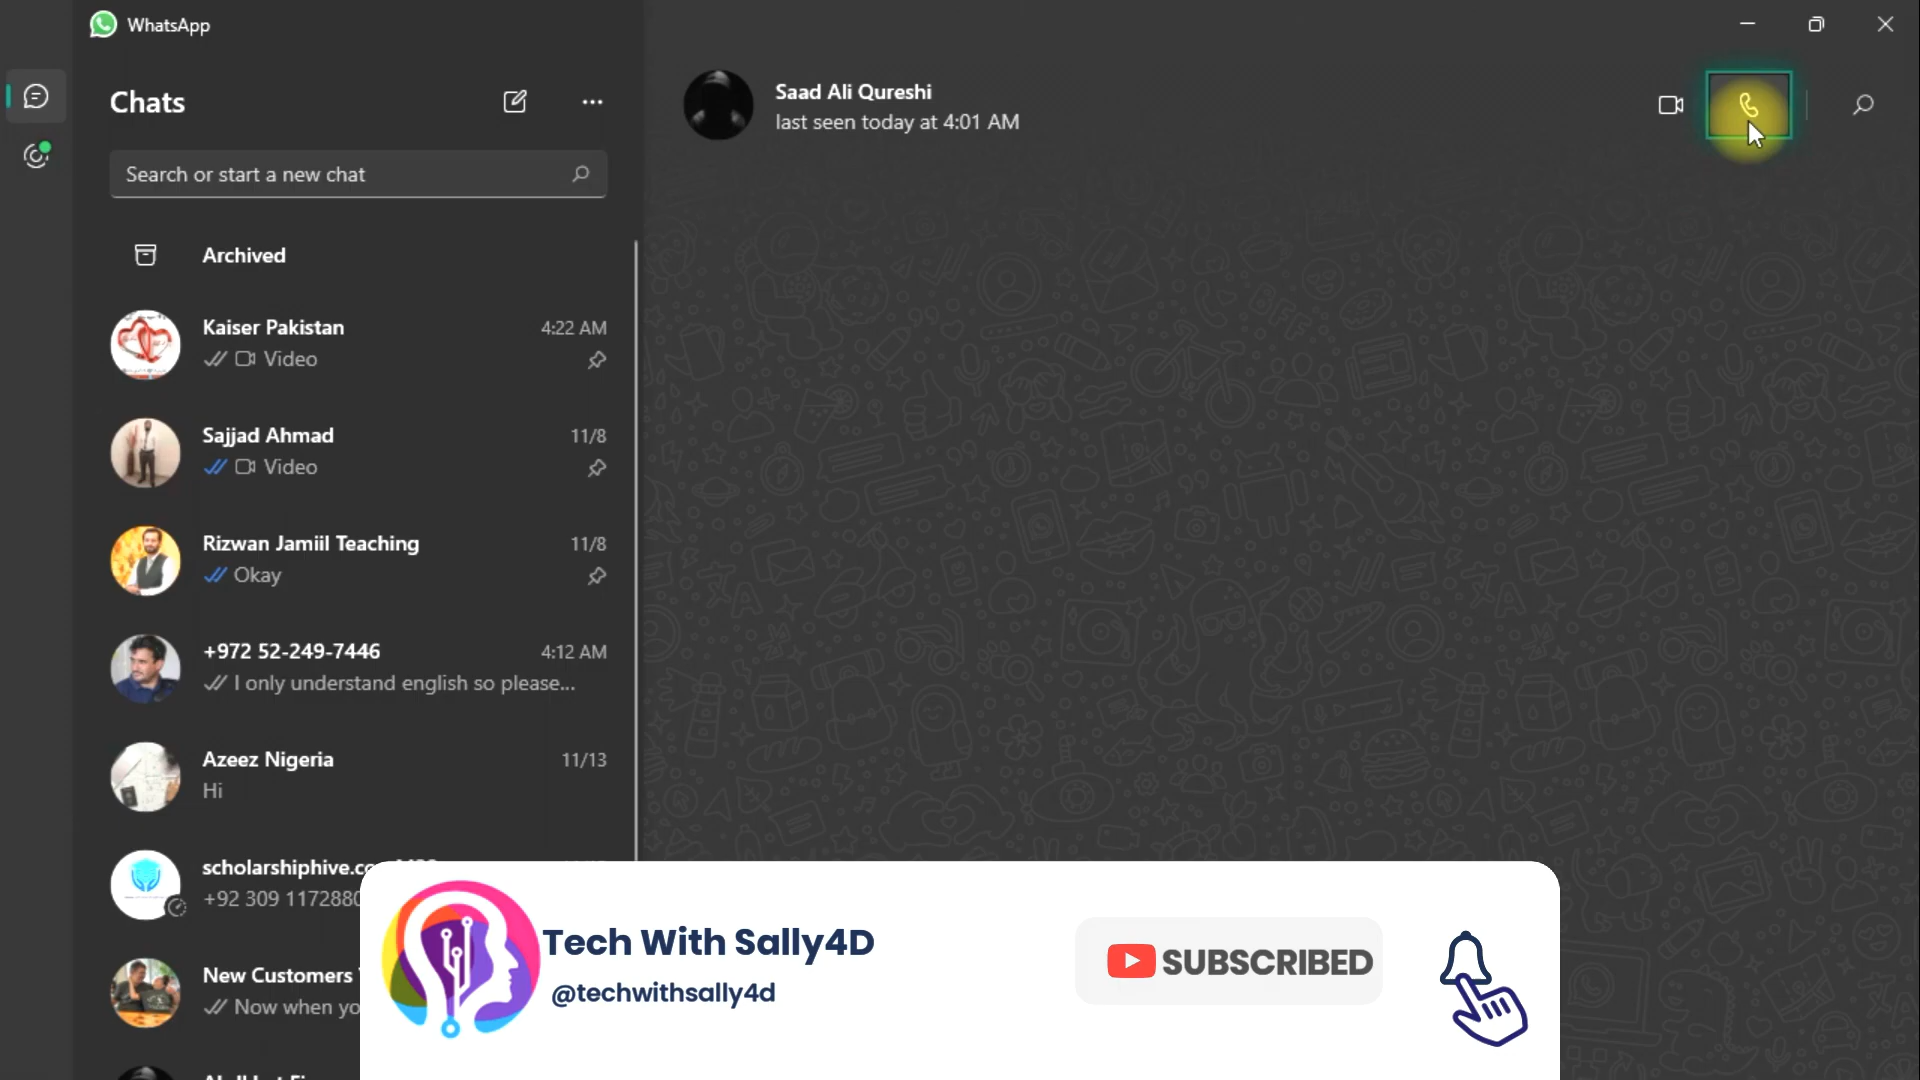 WhatsApp
Chats
Search or start a new chat
Archived
Kaiser Pakistan
4:22 AM
Video
Sajjad Ahmad
11/8
Video
Rizwan Jamiil Teaching
11/8
Okay
+972 52-249-7446
4:12 AM
I only understand english so please...
Azeez Nigeria
11/13
Hi
scholarshiphive.co
+92 309 1172880
New Customers
Now when yo
Saad Ali Qureshi
last seen today at 4:01 AM
Tech With Sally4D
@techwithsally4d
SUBSCRIBED